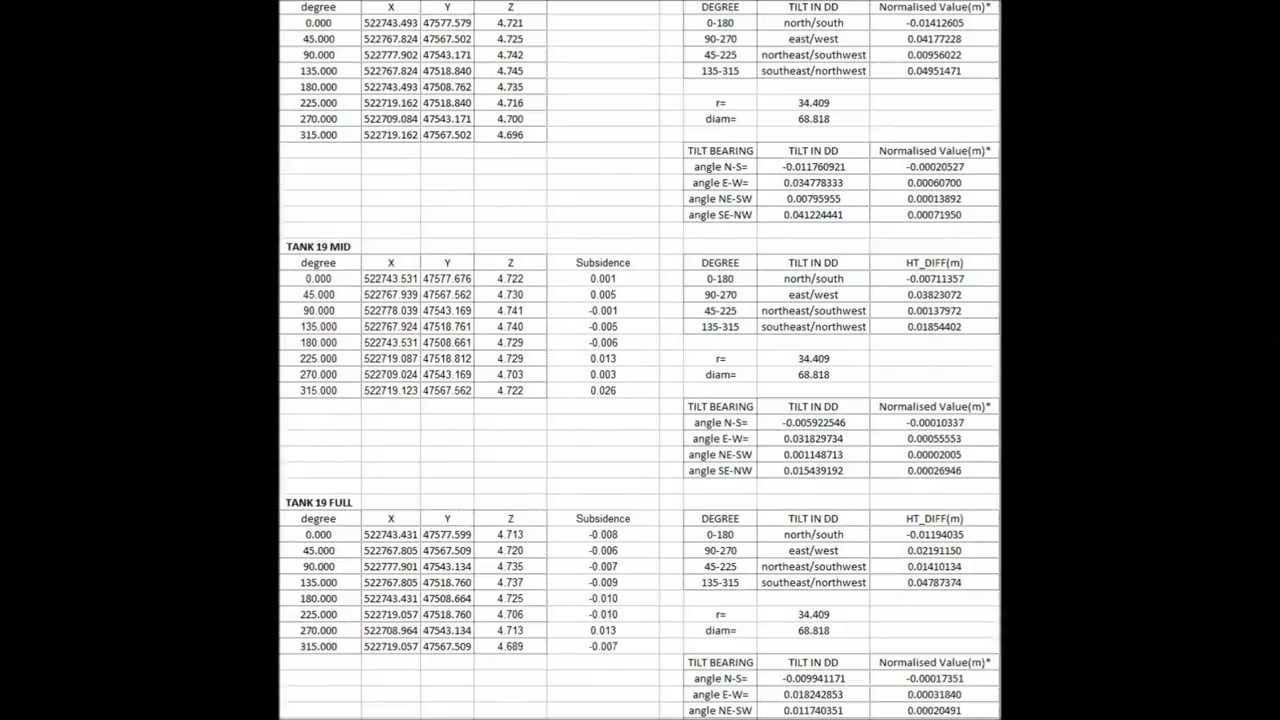 degree X Y Z DEGREE TILT IN DD Normalised Value(m)*
0.000 522743.493 47577.579 4.721 0-180 north/south -0.01412605
45.000 522767.824 47567.502 4.725 90-270 east/west 0.04177228
90.000 522777.902 47543.171 4.742 45-225 northeast/southwest 0.00956022
135.000 522767.824 47518.840 4.745 135-315 southeast/northwest 0.04951471
180.000 522743.493 47508.762 4.735
225.000 522719.162 47518.840 4.716 r= 34.409
270.000 522709.084 47543.171 4.700 diam= 68.818
315.000 522719.162 47567.502 4.696
TILT BEARING TILT IN DD Normalised Value(m)*
angle N-S= -0.011760921 -0.00020527
angle E-W= 0.034778333 0.00060700
angle NE-SW 0.00795955 0.00013892
angle SE-NW 0.041224441 0.00071950
TANK 19 MID
degree X Y Z Subsidence DEGREE TILT IN DD HT_DIFF(m)
0.000 522743.531 47577.676 4.722 0.001 0-180 north/south -0.00711357
45.000 522767.939 47567.562 4.730 0.005 90-270 east/west 0.03823072
90.000 522778.039 47543.169 4.741 -0.001 45-225 northeast/southwest 0.00137972
135.000 522767.924 47518.761 4.740 -0.005 135-315 southeast/northwest 0.01854402
180.000 522743.531 47508.661 4.729 -0.006
225.000 522719.087 47518.812 4.729 0.013 r= 34.409
270.000 522709.024 47543.169 4.703 0.003 diam= 68.818
315.000 522719.123 47567.562 4.722 0.026
TILT BEARING TILT IN DD Normalised Value(m)*
angle N-S= -0.005922546 -0.00010337
angle E-W= 0.031829734 0.00055553
angle NE-SW 0.001148713 0.00002005
angle SE-NW 0.015439192 0.00026946
TANK 19 FULL
degree X Y Z Subsidence DEGREE TILT IN DD HT_DIFF(m)
0.000 522743.431 47577.599 4.713 -0.008 0-180 north/south -0.01194035
45.000 522767.805 47567.509 4.720 -0.006 90-270 east/west 0.02191150
90.000 522777.901 47543.134 4.735 -0.007 45-225 northeast/southwest 0.01410134
135.000 522767.805 47518.760 4.737 -0.009 135-315 southeast/northwest 0.04787374
180.000 522743.431 47508.664 4.725 -0.010
225.000 522719.057 47518.760 4.706 -0.010 r= 34.409
270.000 522708.964 47543.134 4.713 0.013 diam= 68.818
315.000 522719.057 47567.509 4.689 -0.007
TILT BEARING TILT IN DD Normalised Value(m)*
angle N-S= -0.009941171 -0.00017351
angle E-W= 0.018242853 0.00031840
angle NE-SW 0.011740351 0.00020491